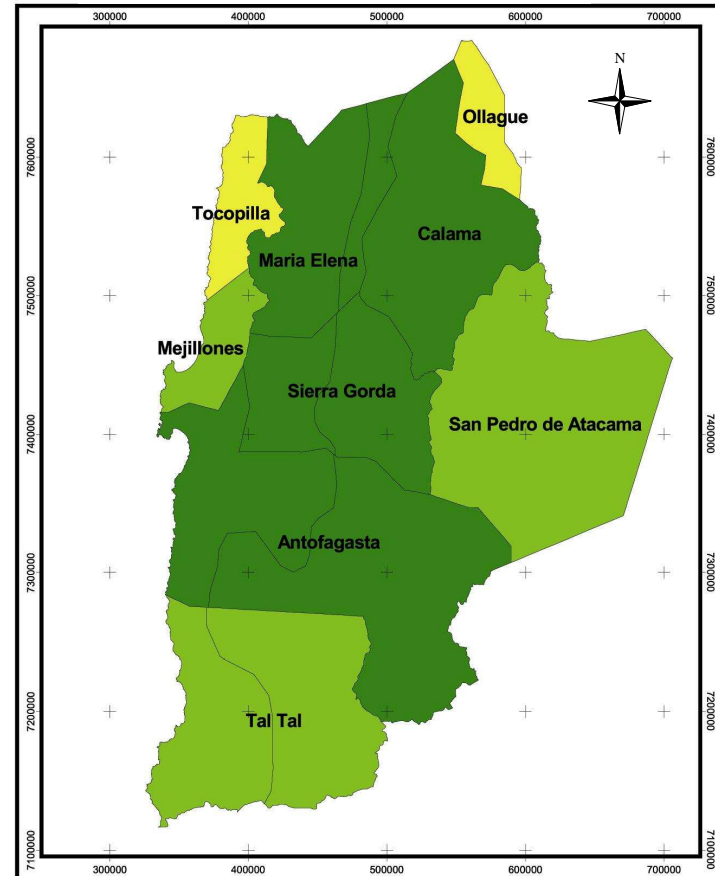 300000 400000 500000 600000 700000
N
Ollague
7600000 7600000
Tocopilla
Calama
Maria Elena
7500000 7500000
Mejillones
Sierra Gorda
San Pedro de Atacama
7400000 7400000
Antofagasta
7300000 7300000
Tal Tal
7200000 7200000
7100000 7100000
300000 400000 500000 600000 700000